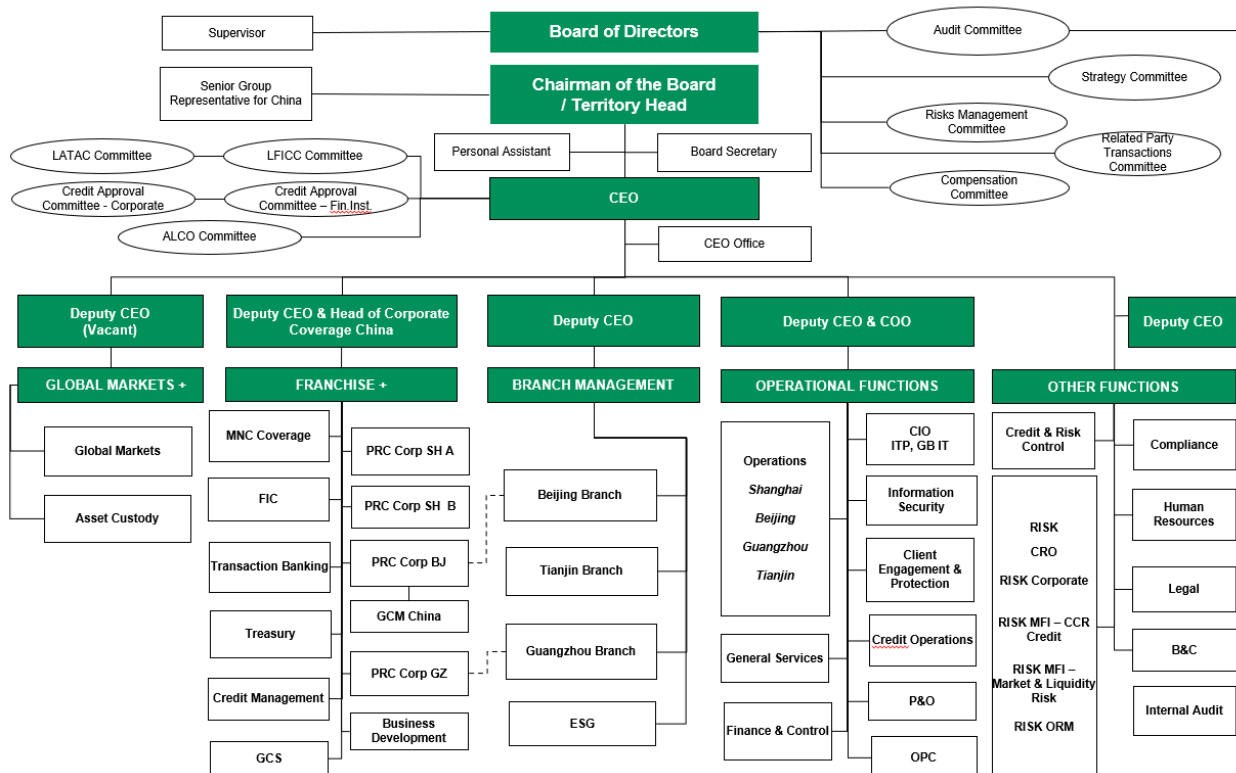 Supervisor
Board of Directors
Audit Committee
Senior Group
Representative for China
Chairman of the Board
/ Territory Head
Strategy Committee
Risks Management
Committee
Related Party
Transactions
Committee
Compensation
Committee
LATAC Committee
LFICC Committee
Personal Assistant
Board Secretary
Credit Approval
Committee - Corporate
Credit Approval
Committee – Fin.Inst.
CEO
ALCO Committee
CEO Office
Deputy CEO
(Vacant)
Deputy CEO & Head of Corporate
Coverage China
Deputy CEO
Deputy CEO & COO
Deputy CEO
GLOBAL MARKETS +
FRANCHISE +
BRANCH MANAGEMENT
OPERATIONAL FUNCTIONS
OTHER FUNCTIONS
Global Markets
Asset Custody
MNC Coverage
FIC
Transaction Banking
Treasury
Credit Management
GCS
PRC Corp SH A
PRC Corp SH B
PRC Corp BJ
GCM China
PRC Corp GZ
Business
Development
Beijing Branch
Tianjin Branch
Guangzhou Branch
ESG
Operations
Shanghai
Beijing
Guangzhou
Tianjin
General Services
Finance & Control
CIO
ITP, GB IT
Information
Security
Client
Engagement &
Protection
Credit Operations
P&O
OPC
Credit & Risk
Control
RISK
CRO
RISK Corporate
RISK MFI – CCR
Credit
RISK MFI –
Market & Liquidity
Risk
RISK ORM
Compliance
Human
Resources
Legal
B&C
Internal Audit